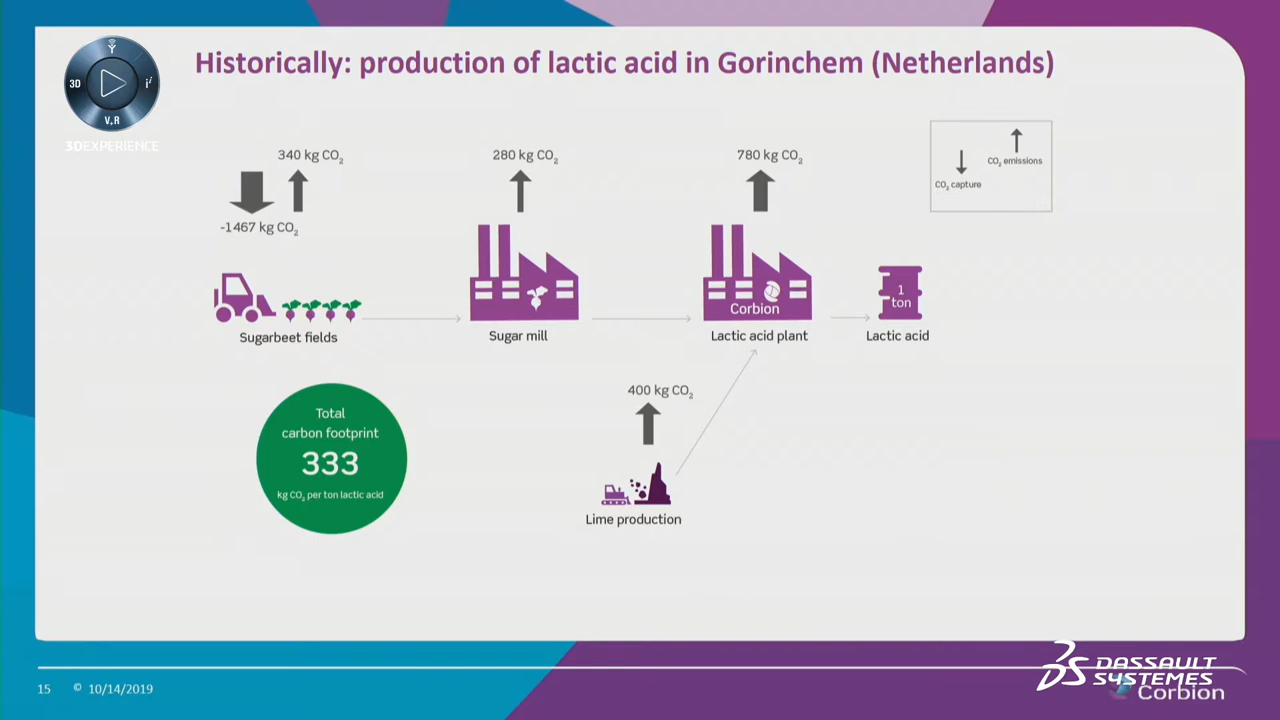 Historically: production of lactic acid in Gorinchem (Netherlands)
3D
i i
V,R
3DEXPERIENCE
340 kg CO₂
-1467 kg CO₂
280 kg CO₂
780 kg CO₂
CO₂ emissions
CO₂ capture
Corbion
1
ton
Sugarbeet fields
Sugar mill
Lactic acid plant
Lactic acid
Total
carbon footprint
333
kg CO₂ per ton lactic acid
400 kg CO₂
Lime production
15 © 10/14/2019
DASSAULT
SYSTEMES
Corbion